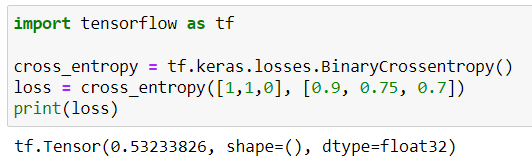 import tensorflow as tf
cross_entropy = tf.keras.losses.BinaryCrossentropy()
loss = cross_entropy([1,1,0], [0.9, 0.75, 0.7])
print(loss)
tf.Tensor(0.53233826, shape=(), dtype=float32)